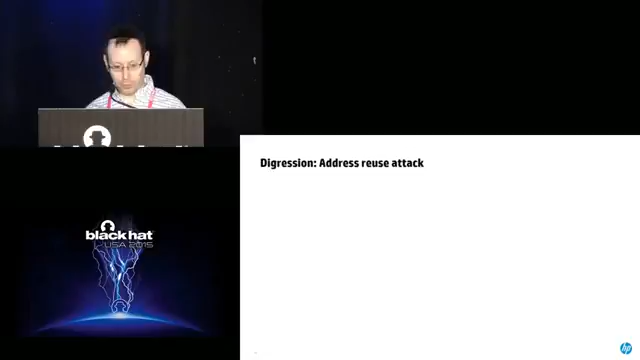 Digression: Address reuse attack
black hat
USA 2015
hp